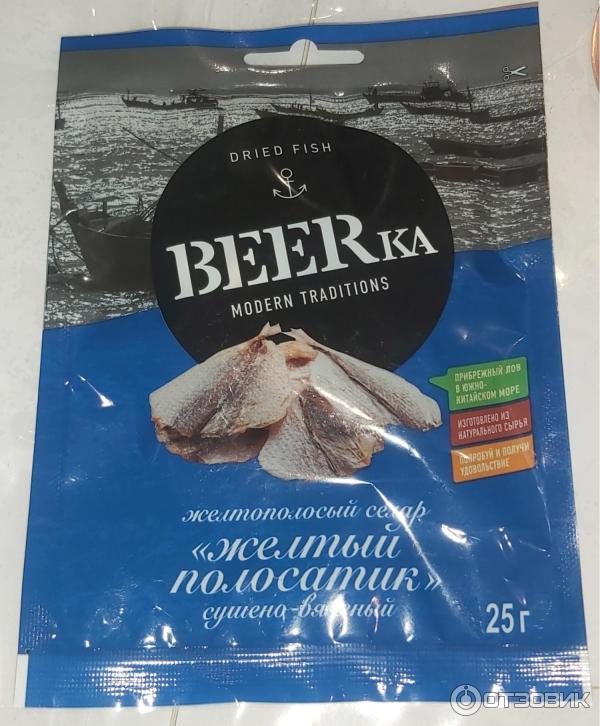 DRIED FISH
BEERKA
MODERN TRADITIONS
ПРИБРЕЖНЫЙ ЛОВ
В ЮЖНО-
КИТАЙСКОМ МОРЕ
ИЗГОТОВЛЕНО ИЗ
НАТУРАЛЬНОГО СЫРЬЯ
ПОПРОБУЙ И ПОЛУЧИ
УДОВОЛЬСТВИЕ
желтополосый селар
«желтый
полосатик»
сушено-вяленый
25 г
ОТЗОВИК